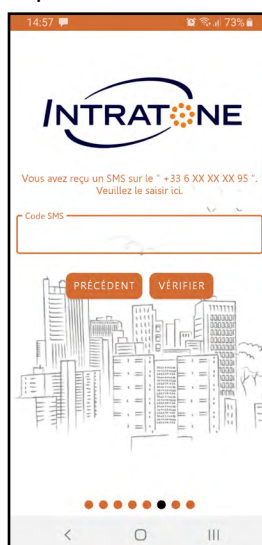 14:57 73%
INTRATONE
Vous avez reçu un SMS sur le " +33 6 XX XX XX 95 ".
Veuillez le saisir ici.
Code SMS
PRÉCÉDENT VÉRIFIER